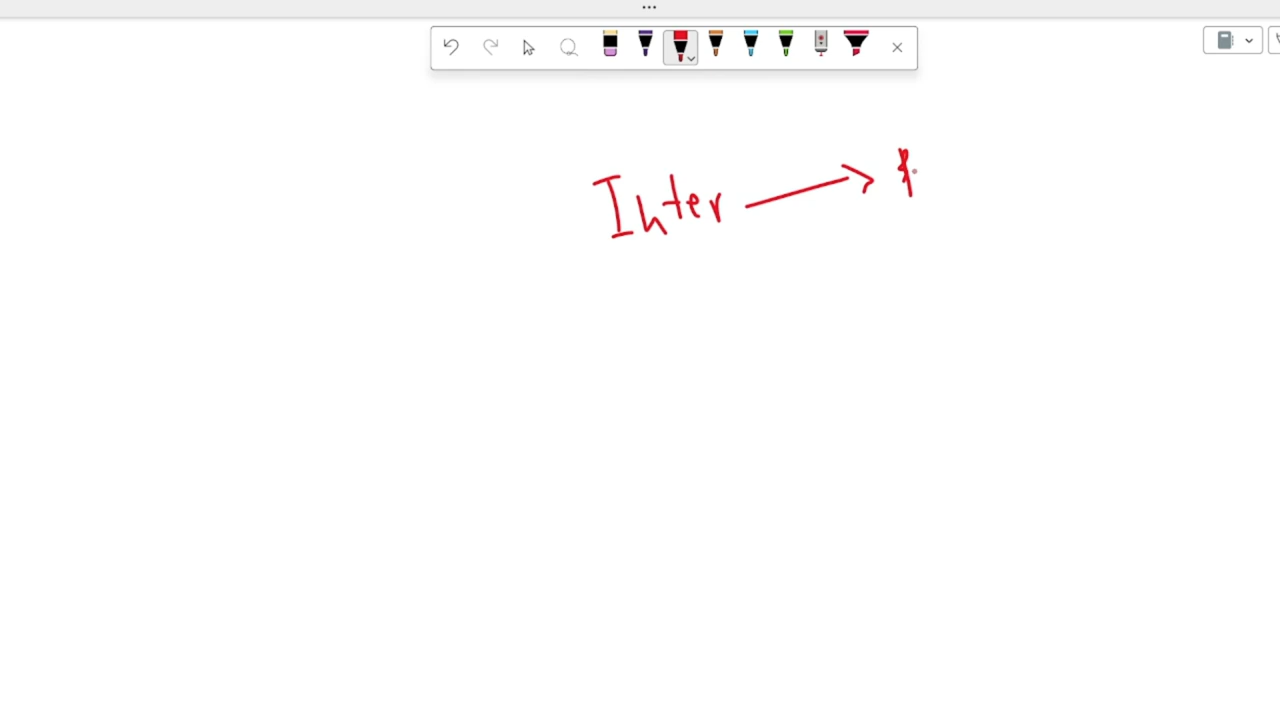 Inter →